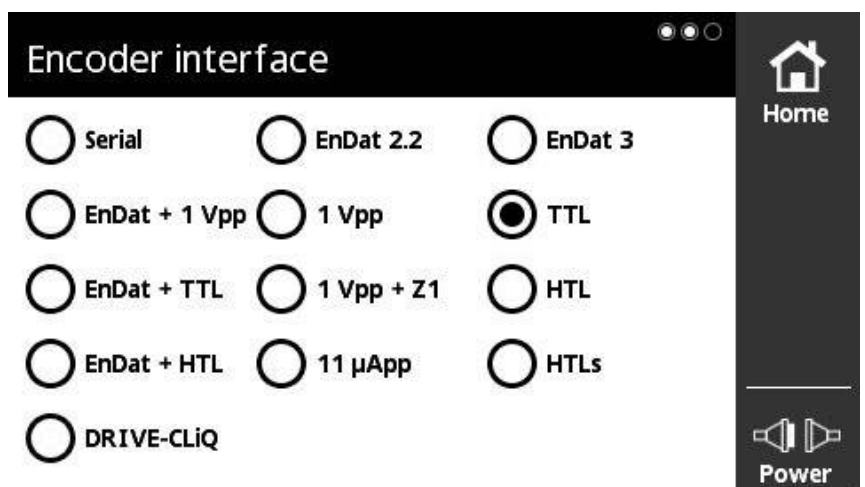 Encoder interface
Home
Serial
EnDat 2.2
EnDat 3
EnDat + 1 Vpp
1 Vpp
TTL
EnDat + TTL
1 Vpp + Z1
HTL
EnDat + HTL
11 µApp
HTLs
DRIVE-CLiQ
Power